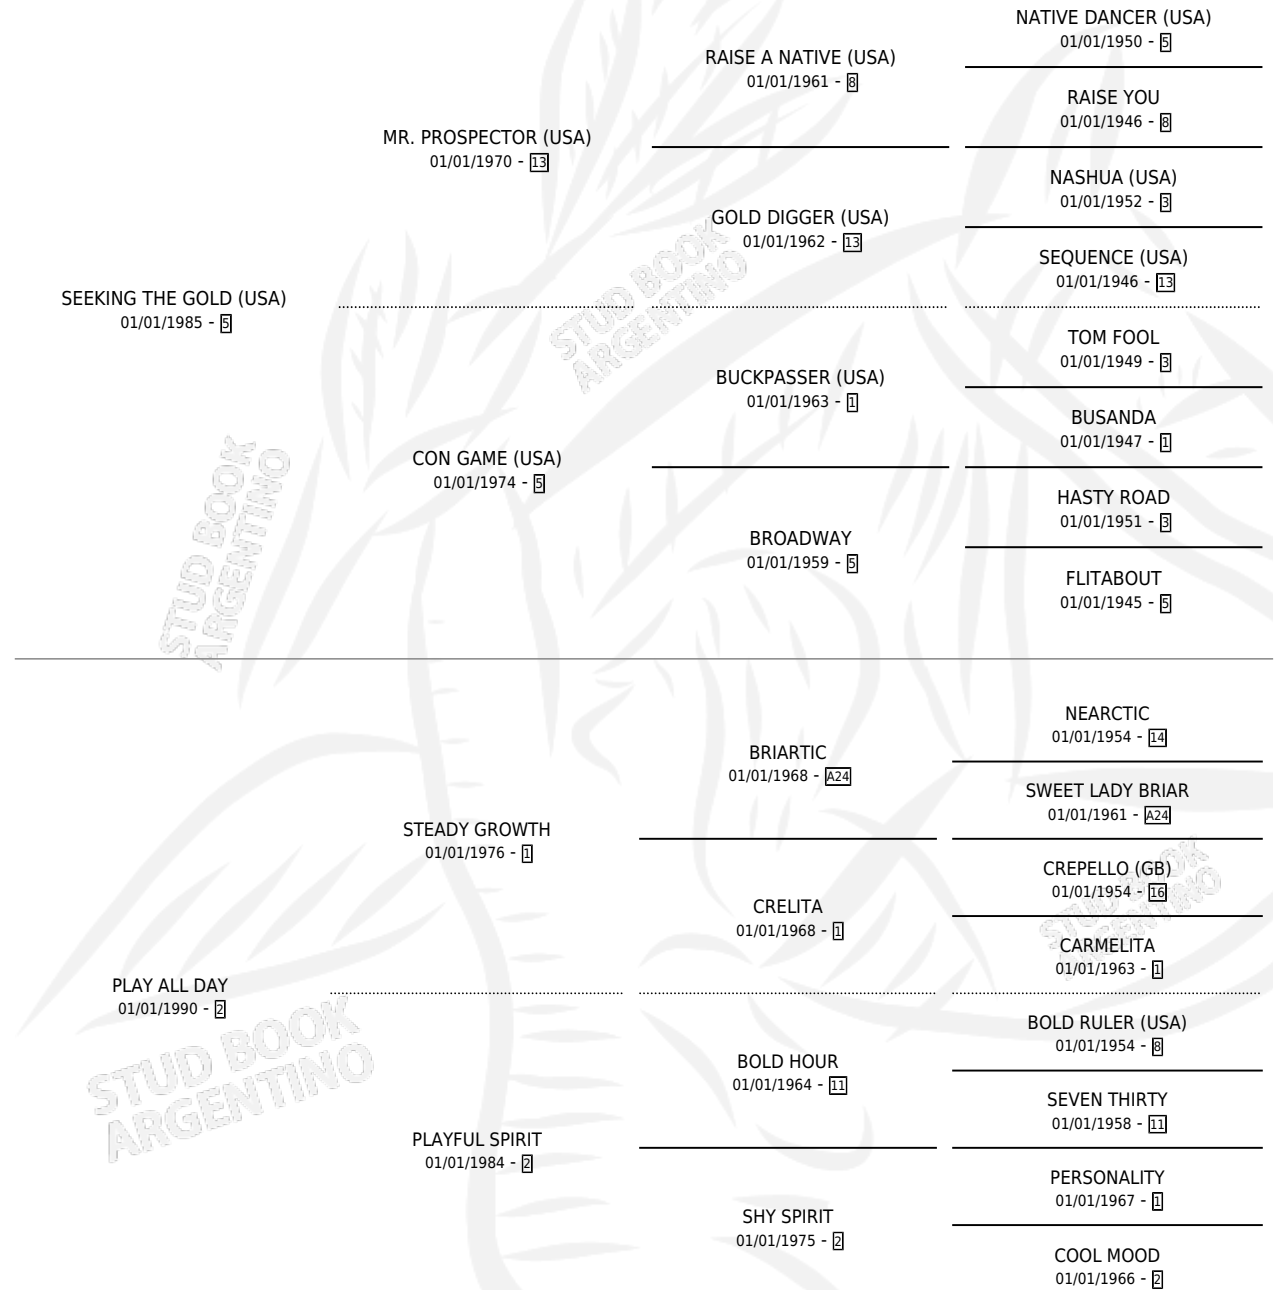 NATIVE DANCER (USA)
01/01/1950 - 5
RAISE A NATIVE (USA)
01/01/1961 - 8
RAISE YOU
01/01/1946 - 8
MR. PROSPECTOR (USA)
01/01/1970 - 13
NASHUA (USA)
01/01/1952 - 3
GOLD DIGGER (USA)
01/01/1962 - 13
SEQUENCE (USA)
01/01/1946 - 13
SEEKING THE GOLD (USA)
01/01/1985 - 5
TOM FOOL
01/01/1949 - 3
BUCKPASSER (USA)
01/01/1963 - 1
BUSANDA
01/01/1947 - 1
CON GAME (USA)
01/01/1974 - 5
HASTY ROAD
01/01/1951 - 3
BROADWAY
01/01/1959 - 5
FLITABOUT
01/01/1945 - 5
NEARCTIC
01/01/1954 - 14
BRIARTIC
01/01/1968 - A24
SWEET LADY BRIAR
01/01/1961 - A24
STEADY GROWTH
01/01/1976 - 1
CREPELLO (GB)
01/01/1954 - 16
CRELITA
01/01/1968 - 1
CARMELITA
01/01/1963 - 1
PLAY ALL DAY
01/01/1990 - 2
BOLD RULER (USA)
01/01/1954 - 8
BOLD HOUR
01/01/1964 - 11
SEVEN THIRTY
01/01/1958 - 11
PLAYFUL SPIRIT
01/01/1984 - 2
PERSONALITY
01/01/1967 - 1
SHY SPIRIT
01/01/1975 - 2
COOL MOOD
01/01/1966 - 2
STUD BOOK
ARGENTINO
STUD BOOK
ARGENTINO
STUD BOOK
ARGENTINO
STUD BOOK
ARGENTINO